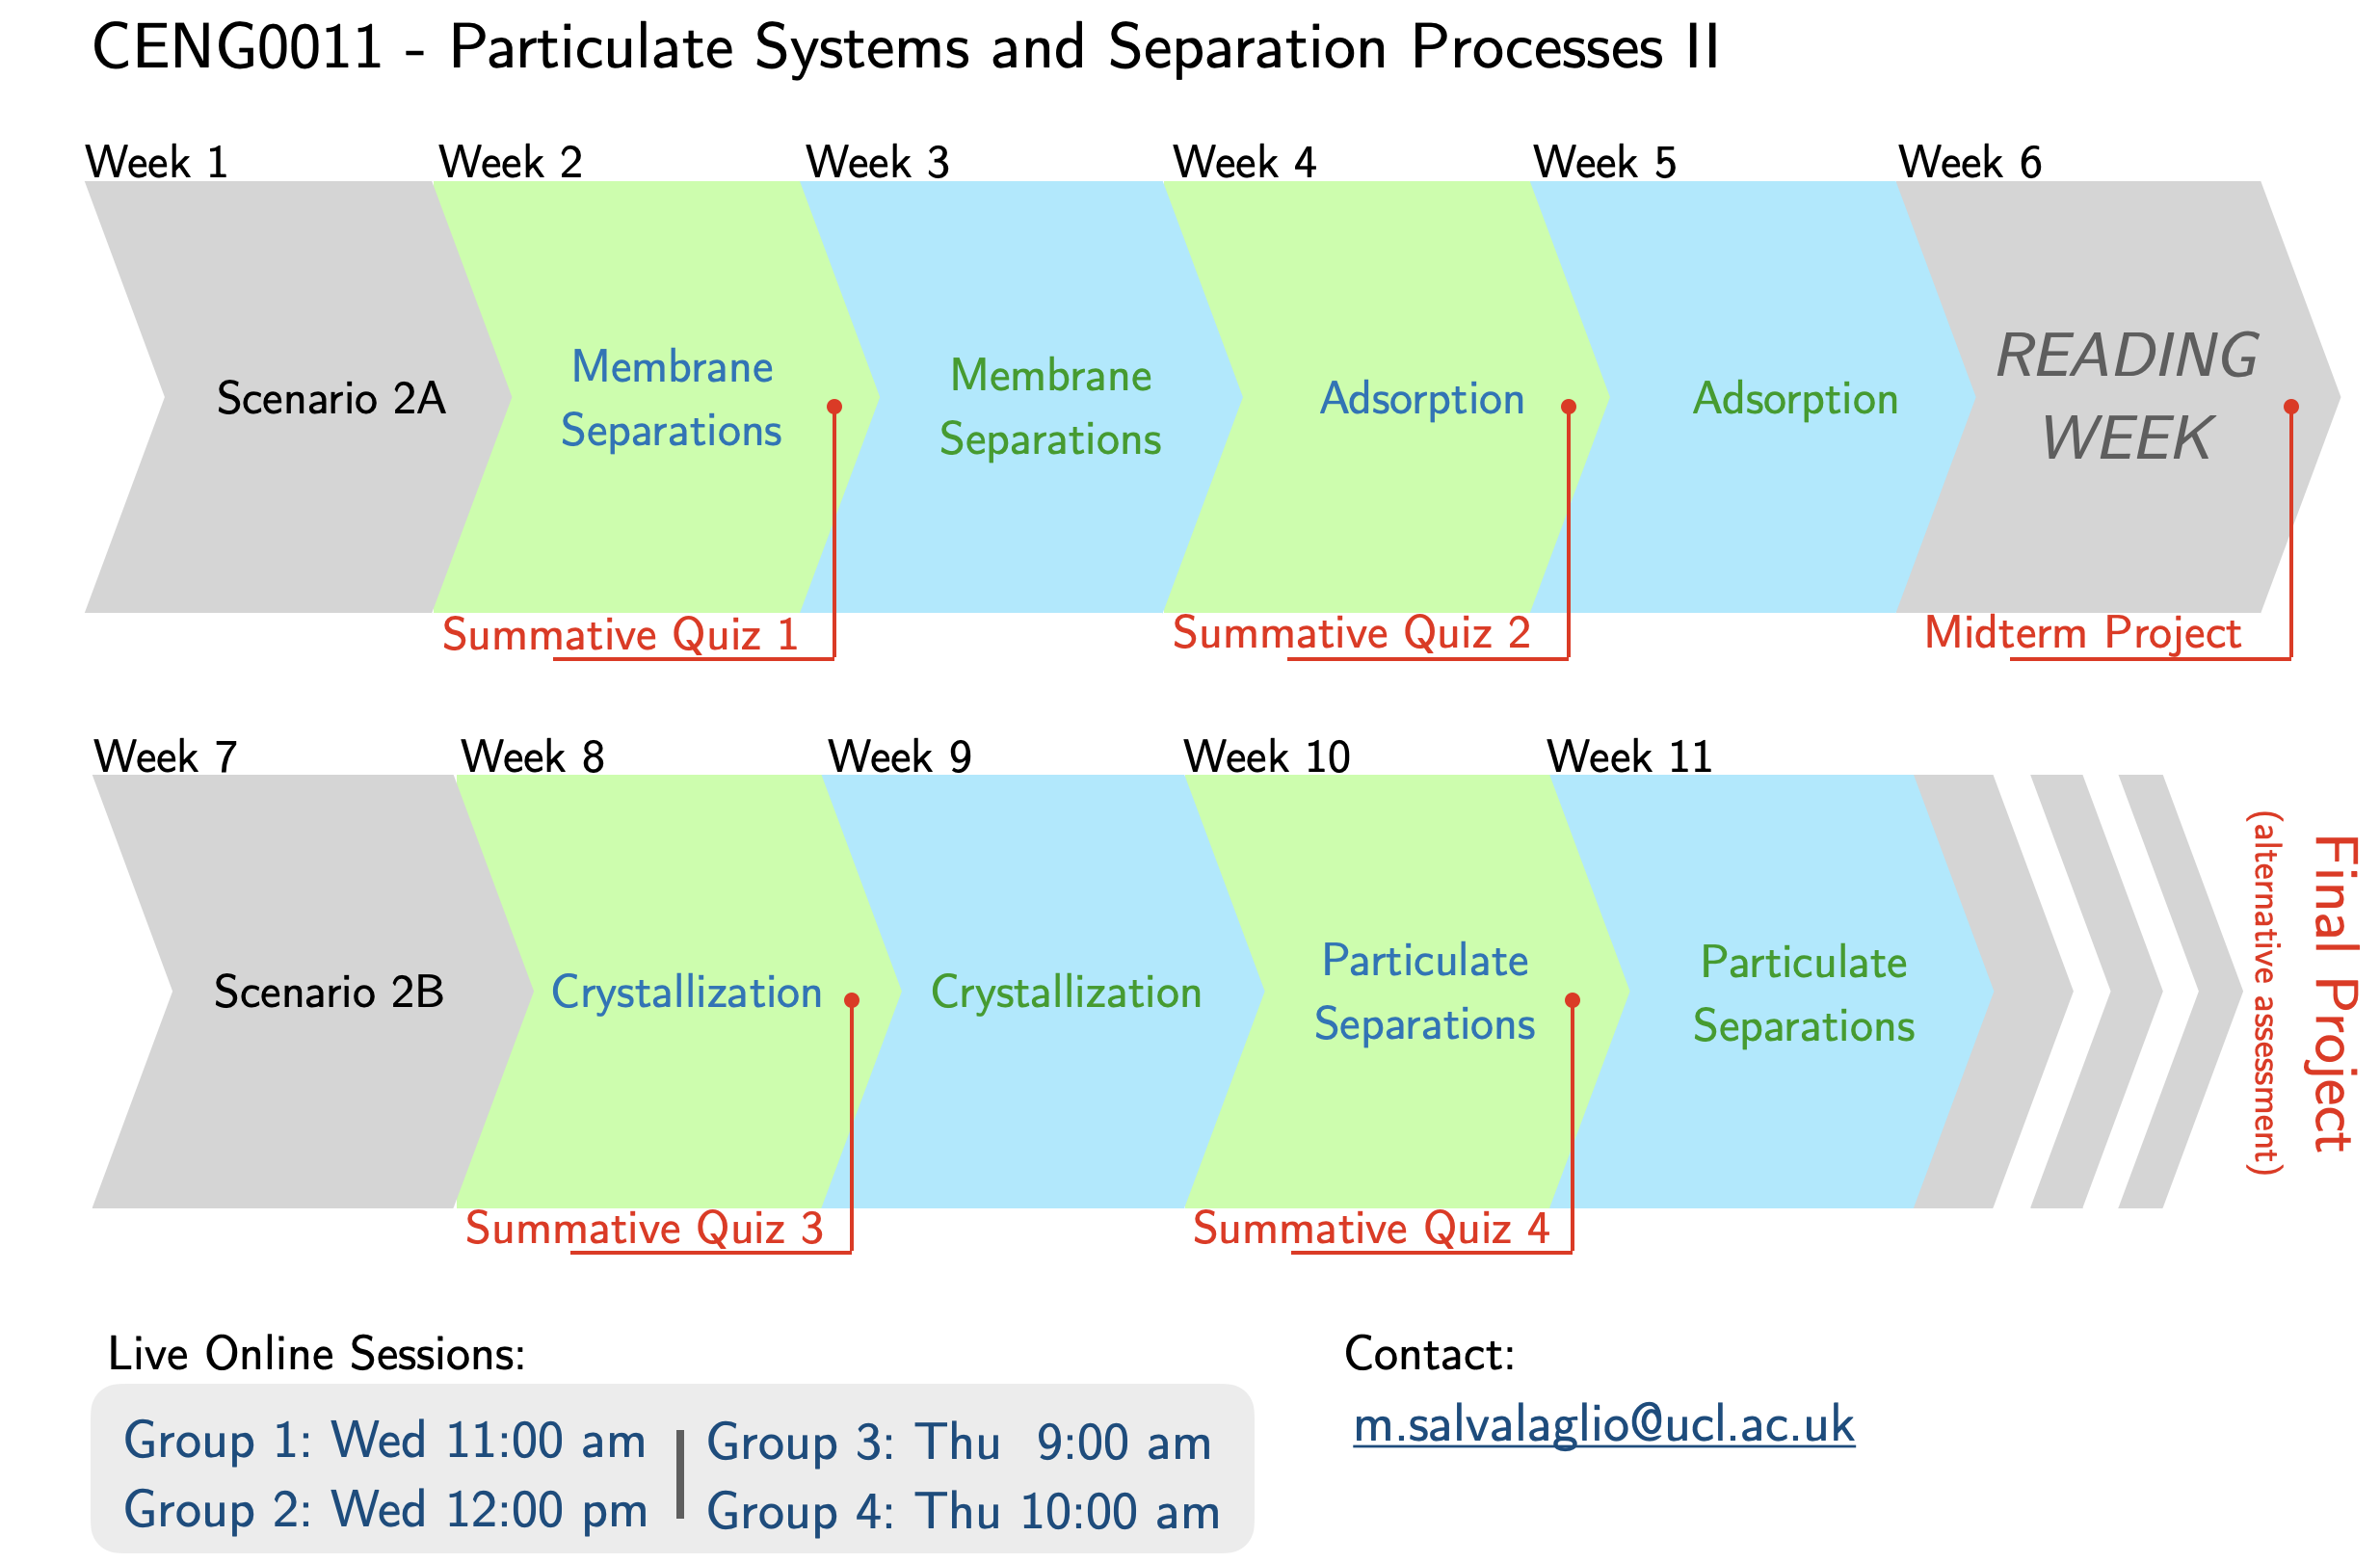 CENG0011 - Particulate Systems and Separation Processes II
Week 1
Week 2
Week 3
Week 4
Week 5
Week 6
Scenario 2A
Membrane
Separations
Membrane
Separations
Adsorption
Adsorption
READING
WEEK
Summative Quiz 1
Summative Quiz 2
Midterm Project
Week 7
Week 8
Week 9
Week 10
Week 11
Scenario 2B
Crystallization
Crystallization
Particulate
Separations
Particulate
Separations
Final Project
(alternative assessment)
Summative Quiz 3
Summative Quiz 4
Live Online Sessions:
Group 1: Wed 11:00 am
Group 2: Wed 12:00 pm
Group 3: Thu 9:00 am
Group 4: Thu 10:00 am
Contact:
m.salvalaglio@ucl.ac.uk